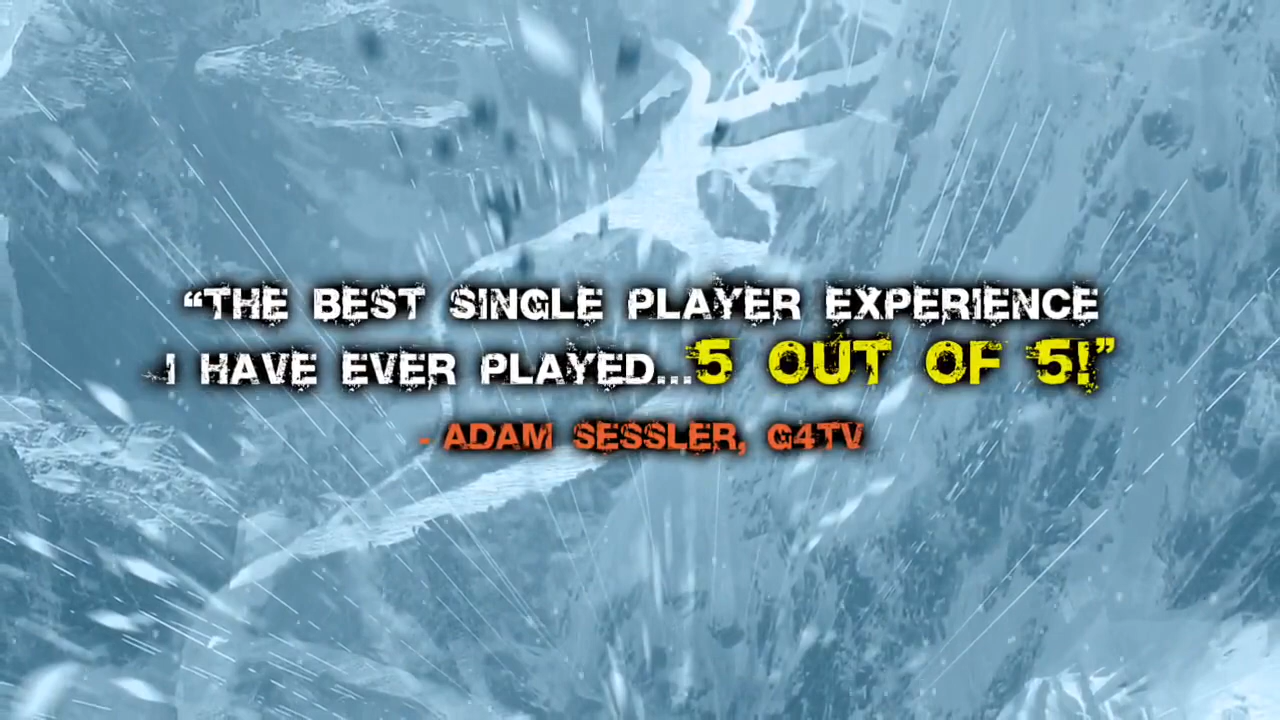 “THE BEST SINGLE PLAYER EXPERIENCE
I HAVE EVER PLAYED...5 OUT OF 5!”
- ADAM SESSLER, G4TV